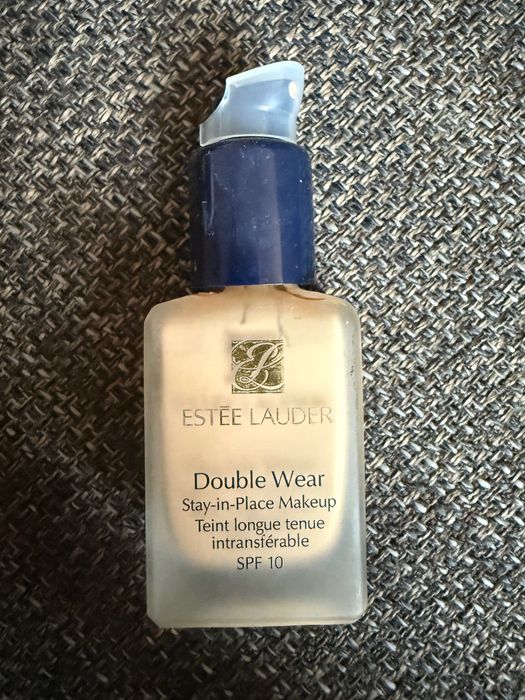 ESTĒE LAUDER
Double Wear
Stay-in-Place Makeup
Teint longue tenue
intransférable
SPF 10